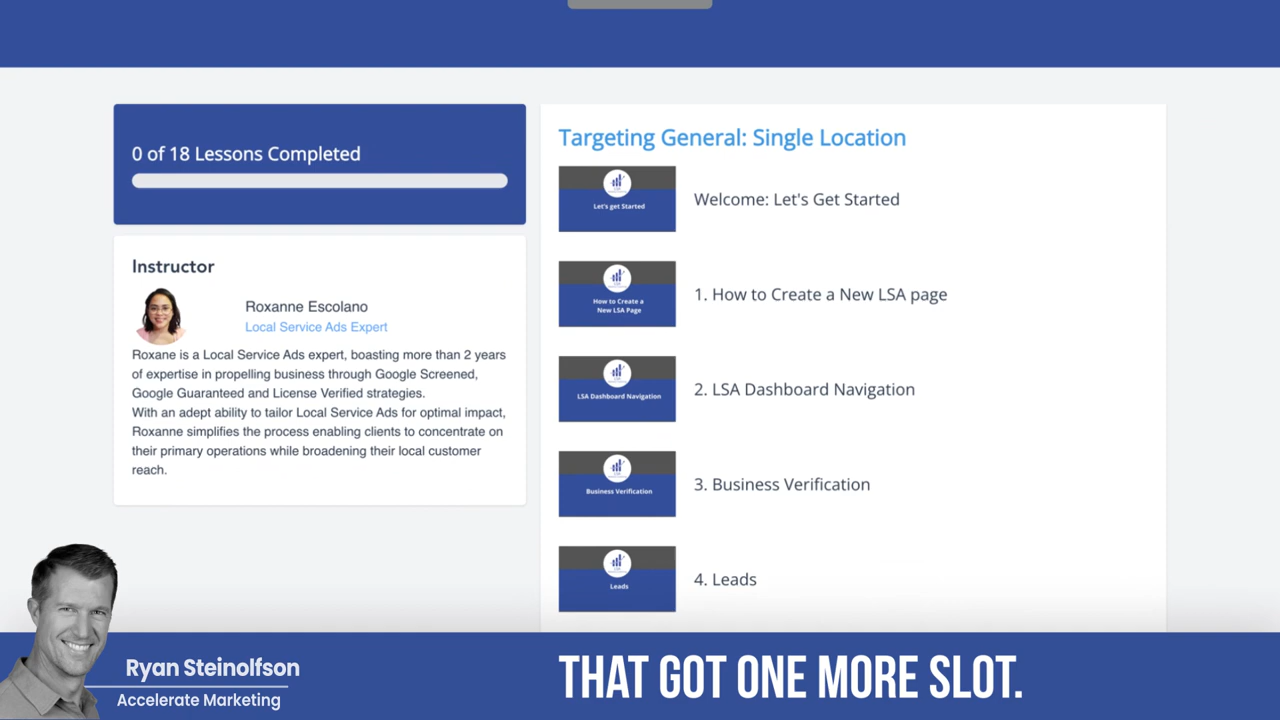 0 of 18 Lessons Completed
Instructor
Roxanne Escolano
Local Service Ads Expert
Roxane is a Local Service Ads expert, boasting more than 2 years
of expertise in propelling business through Google Screened,
Google Guaranteed and License Verified strategies.
With an adept ability to tailor Local Service Ads for optimal impact,
Roxanne simplifies the process enabling clients to concentrate on
their primary operations while broadening their local customer
reach.
Targeting General: Single Location
Let's get Started
Welcome: Let's Get Started
How to Create a
New LSA Page
1. How to Create a New LSA page
LSA Dashboard Navigation
2. LSA Dashboard Navigation
Business Verification
3. Business Verification
Leads
4. Leads
Ryan Steinolfson
Accelerate Marketing
THAT GOT ONE MORE SLOT.